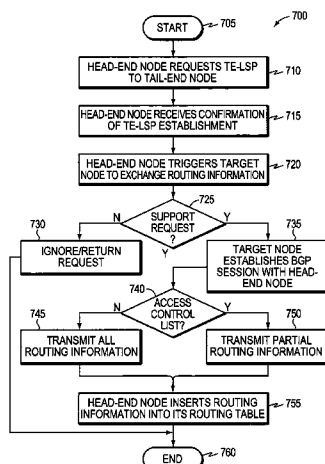 START
705
700
HEAD-END NODE REQUESTS TE-LSP
TO TAIL-END NODE
710
HEAD-END NODE RECEIVES CONFIRMATION
OF TE-LSP ESTABLISHMENT
715
HEAD-END NODE TRIGGERS TARGET
NODE TO EXCHANGE ROUTING INFORMATION
720
725
N
SUPPORT
REQUEST
?
Y
Y
730
IGNORE/RETURN
REQUEST
735
TARGET NODE
ESTABLISHES BGP
SESSION WITH HEAD-
END NODE
740
N
ACCESS
CONTROL
LIST?
Y
745
TRANSMIT ALL
ROUTING INFORMATION
750
TRANSMIT PARTIAL
ROUTING INFORMATION
HEAD-END NODE INSERTS ROUTING
INFORMATION INTO ITS ROUTING TABLE
755
END
760